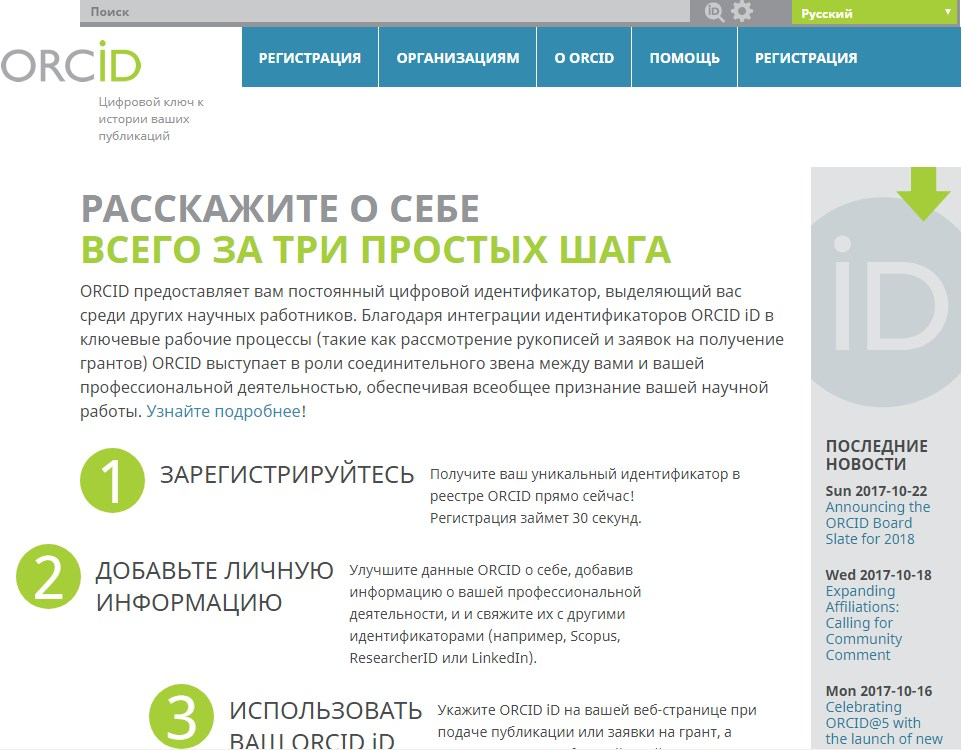 Поиск
iD
Русский
ORCiD
РЕГИСТРАЦИЯ
ОРГАНИЗАЦИЯМ
О ORCID
ПОМОЩЬ
РЕГИСТРАЦИЯ
Цифровой ключ к
истории ваших
публикаций
РАССКАЖИТЕ О СЕБЕ
ВСЕГО ЗА ТРИ ПРОСТЫХ ШАГА
ORCID предоставляет вам постоянный цифровой идентификатор, выделяющий вас
среди других научных работников. Благодаря интеграции идентификаторов ORCID iD в
ключевые рабочие процессы (такие как рассмотрение рукописей и заявок на получение
грантов) ORCID выступает в роли соединительного звена между вами и вашей
профессиональной деятельностью, обеспечивая всеобщее признание вашей научной
работы. Узнайте подробнее!
1
ЗАРЕГИСТРИРУЙТЕСЬ
Получите ваш уникальный идентификатор в
реестре ORCID прямо сейчас!
Регистрация займет 30 секунд.
2
ДОБАВЬТЕ ЛИЧНУЮ
ИНФОРМАЦИЮ
Улучшите данные ORCID о себе, добавив
информацию о вашей профессиональной
деятельности, и и свяжите их с другими
идентификаторами (например, Scopus,
ResearcherID или LinkedIn).
3
ИСПОЛЬЗОВАТЬ
ВАШ ORCID iD
Укажите ORCID iD на вашей веб-странице при
подаче публикации или заявки на грант, а
iD
ПОСЛЕДНИЕ
НОВОСТИ
Sun 2017-10-22
Announcing the
ORCID Board
Slate for 2018
Wed 2017-10-18
Expanding
Affiliations:
Calling for
Community
Comment
Mon 2017-10-16
Celebrating
ORCID@5 with
the launch of new